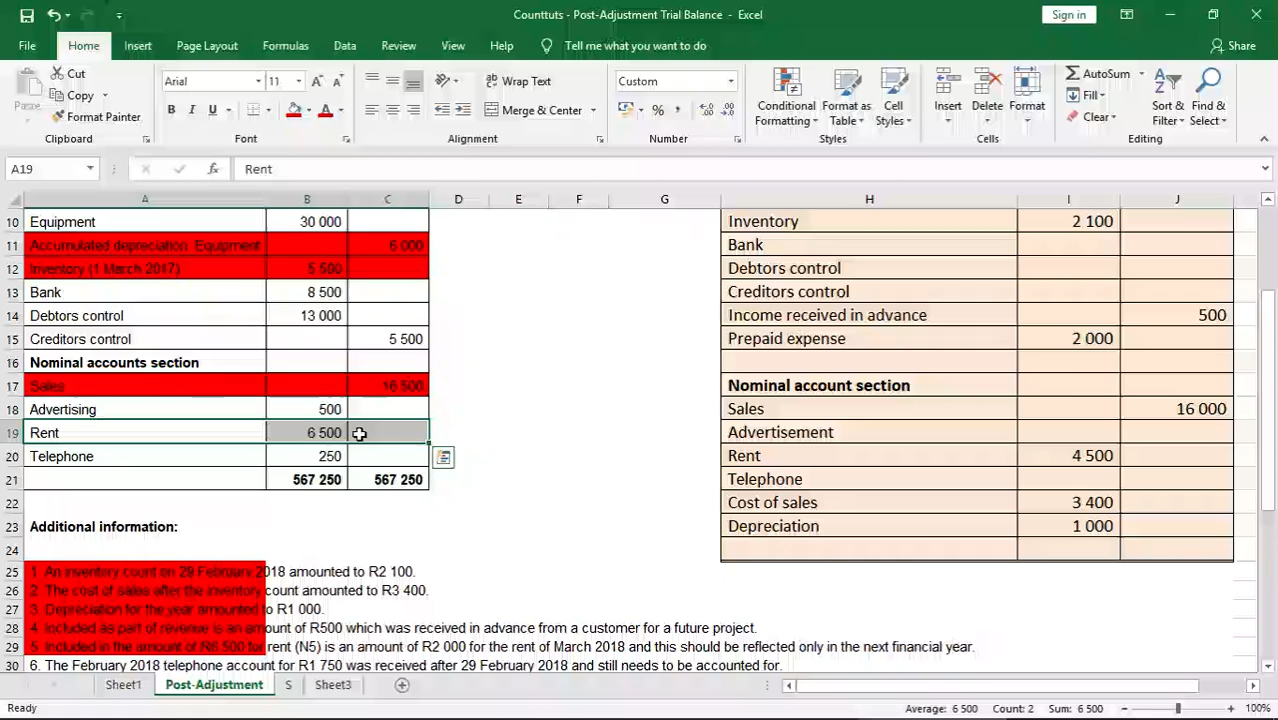 Counttuts - Post-Adjustment Trial Balance - Excel
Sign in
File Home Insert Page Layout Formulas Data Review View Help Tell me what you want to do Share
Paste
Cut
Copy
Format Painter
Clipboard
Arial 11
B I U
Font
Wrap Text
Merge & Center
Alignment
Custom
Number
Conditional Formatting
Format as Table
Cell Styles
Styles
Insert
Delete
Format
Cells
AutoSum
Fill
Clear
Sort & Filter
Find & Select
Editing
A19 fx Rent
A B C D E F G H I J
10 Equipment 30 000 Inventory 2 100
11 Accumulated depreciation: Equipment 6 000 Bank
12 Inventory (1 March 2017) 5 500 Debtors control
13 Bank 8 500 Creditors control
14 Debtors control 13 000 Income received in advance 500
15 Creditors control 5 500 Prepaid expense 2 000
16 Nominal accounts section
17 Sales 16 500 Nominal account section
18 Advertising 500 Sales 16 000
19 Rent 6 500 Advertisement
20 Telephone 250 Rent 4 500
21 567 250 567 250 Telephone
22 Cost of sales 3 400
23 Additional information: Depreciation 1 000
24
25 1. An inventory count on 29 February 2018 amounted to R2 100.
26 2. The cost of sales after the inventory count amounted to R3 400.
27 3. Depreciation for the year amounted to R1 000.
28 4. Included as part of revenue is an amount of R500 which was received in advance from a customer for a future project.
29 5. Included in the amount of R6 500 for rent (N5) is an amount of R2 000 for the rent of March 2018 and this should be reflected only in the next financial year.
30 6. The February 2018 telephone account for R1 750 was received after 29 February 2018 and still needs to be accounted for.
Sheet1 Post-Adjustment S Sheet3
Ready Average: 6 500 Count: 2 Sum: 6 500 100%